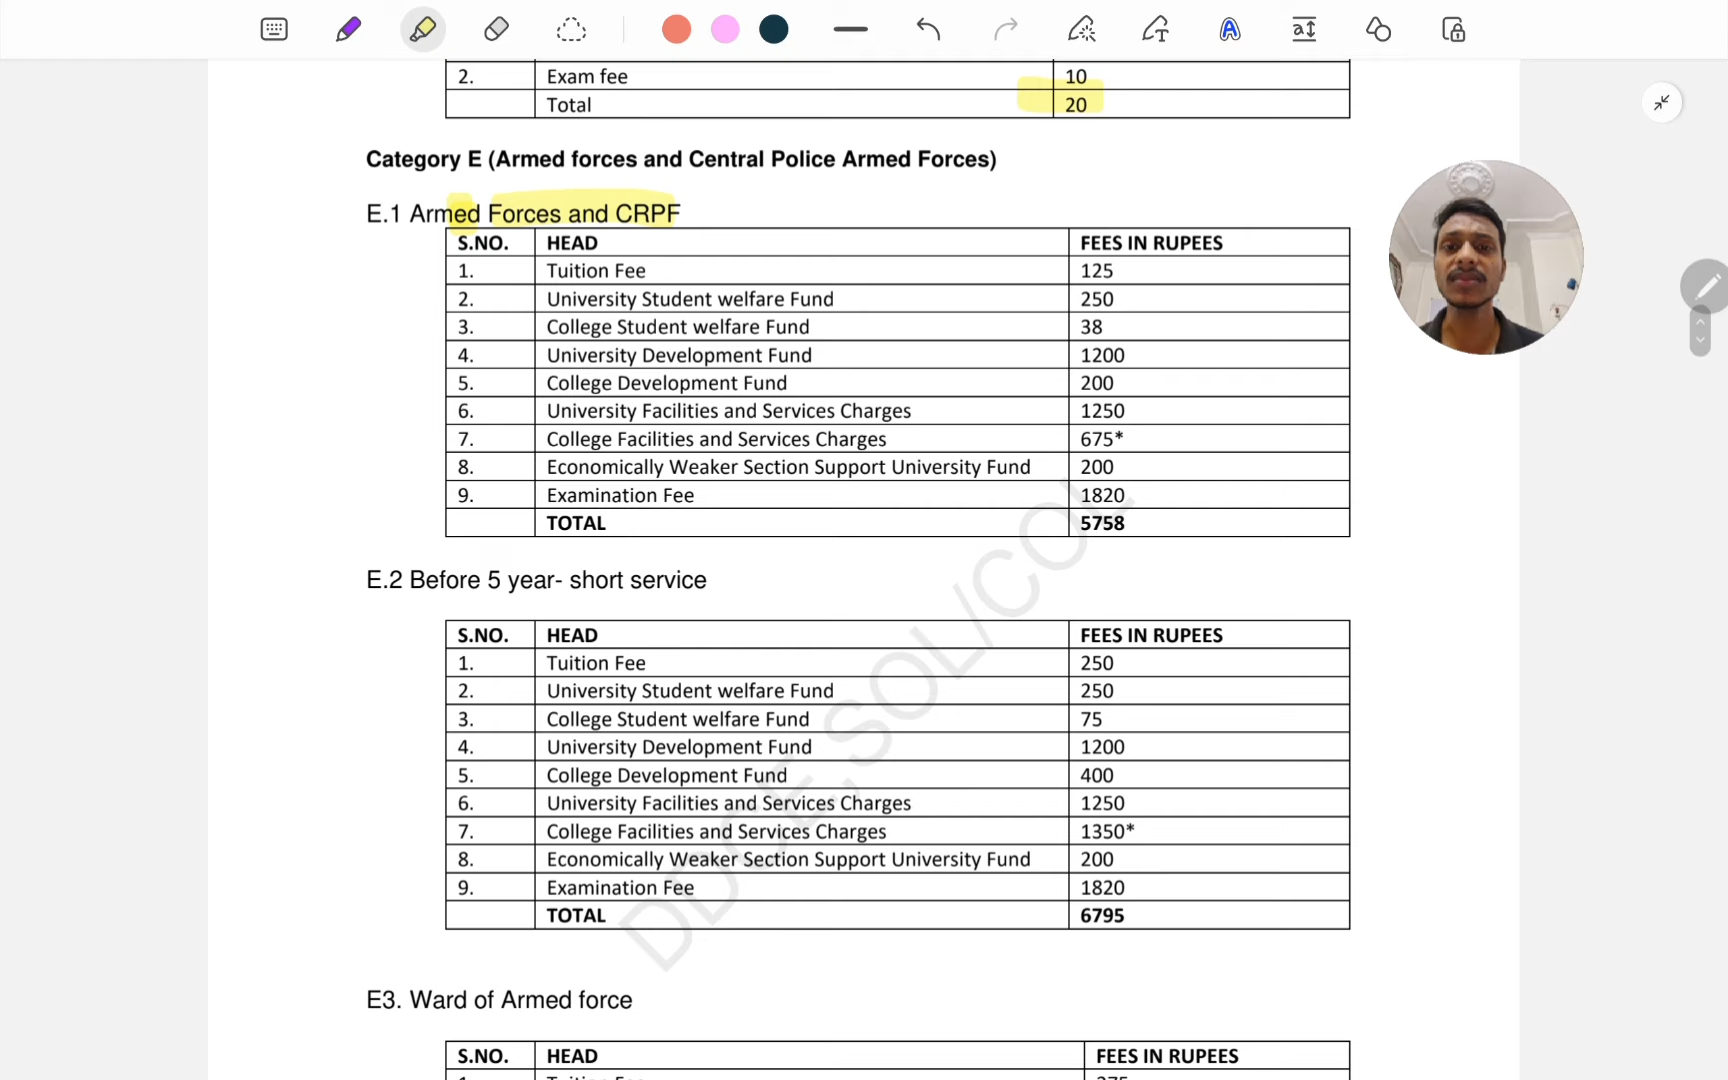 2. Exam fee 10
Total 20
Category E (Armed forces and Central Police Armed Forces)
E.1 Armed Forces and CRPF
S.NO. HEAD FEES IN RUPEES
1. Tuition Fee 125
2. University Student welfare Fund 250
3. College Student welfare Fund 38
4. University Development Fund 1200
5. College Development Fund 200
6. University Facilities and Services Charges 1250
7. College Facilities and Services Charges 675*
8. Economically Weaker Section Support University Fund 200
9. Examination Fee 1820
TOTAL 5758
E.2 Before 5 year- short service
S.NO. HEAD FEES IN RUPEES
1. Tuition Fee 250
2. University Student welfare Fund 250
3. College Student welfare Fund 75
4. University Development Fund 1200
5. College Development Fund 400
6. University Facilities and Services Charges 1250
7. College Facilities and Services Charges 1350*
8. Economically Weaker Section Support University Fund 200
9. Examination Fee 1820
TOTAL 6795
DDCE,SOL/COL
E3. Ward of Armed force
S.NO. HEAD FEES IN RUPEES